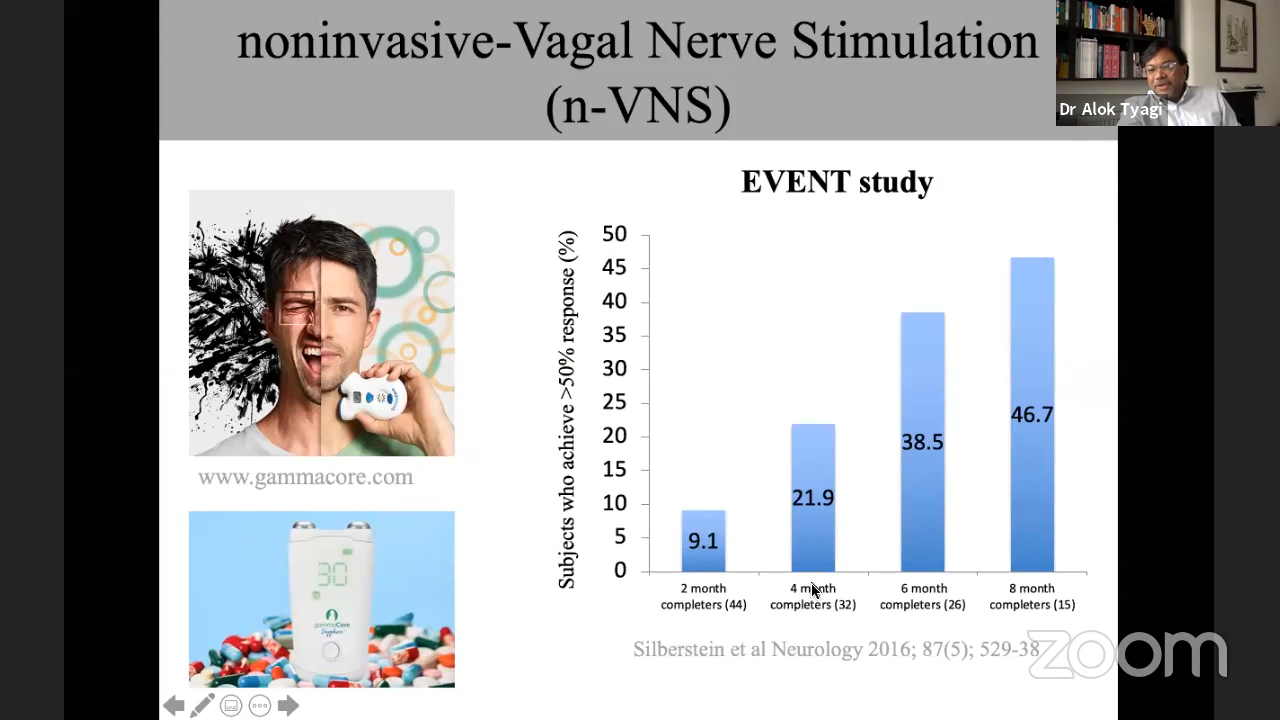 noninvasive-Vagal Nerve Stimulation
(n-VNS)
Dr Alok Tyagi
EVENT study
www.gammacore.com
30
gammaCore
Sapphire
Subjects who achieve >50% response (%)
50
45
40
35
30
25
20
15
10
5
0
9.1
21.9
38.5
46.7
2 month
completers (44)
4 month
completers (32)
6 month
completers (26)
8 month
completers (15)
Silberstein et al Neurology 2016; 87(5); 529-38
zoom